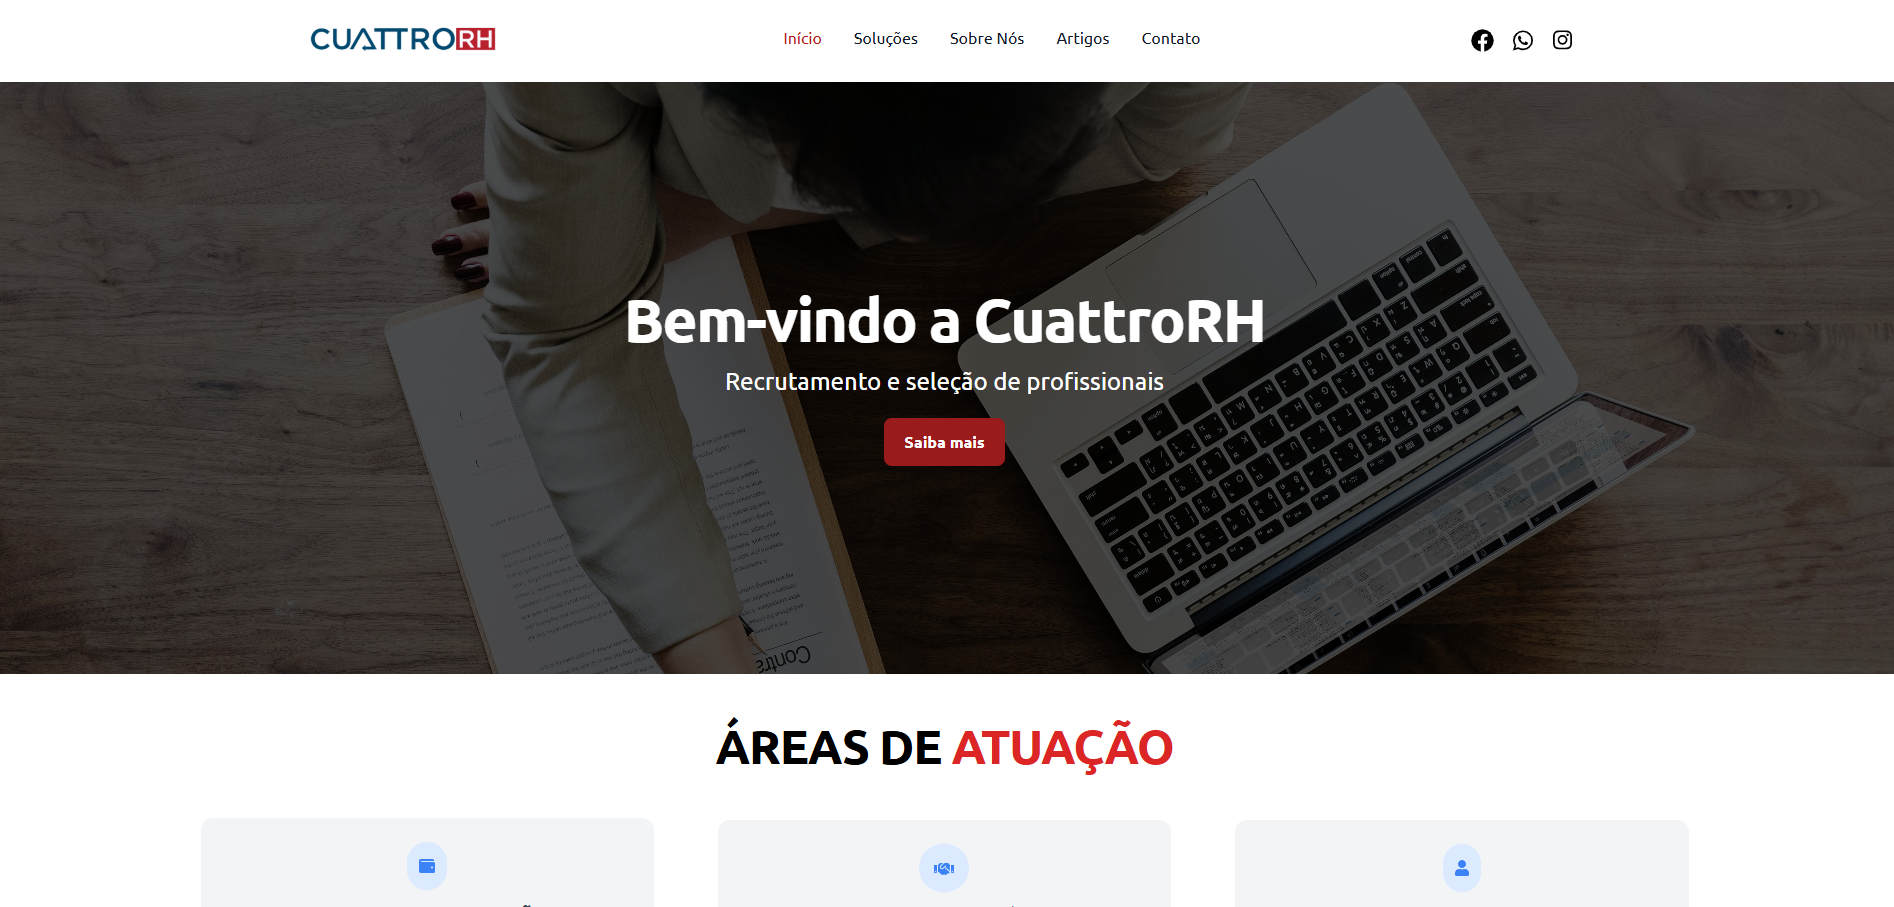 CUATTRORH
Início
Soluções
Sobre Nós
Artigos
Contato
Bem-vindo a CuattroRH
Recrutamento e seleção de profissionais
Saiba mais
ÁREAS DE ATUAÇÃO